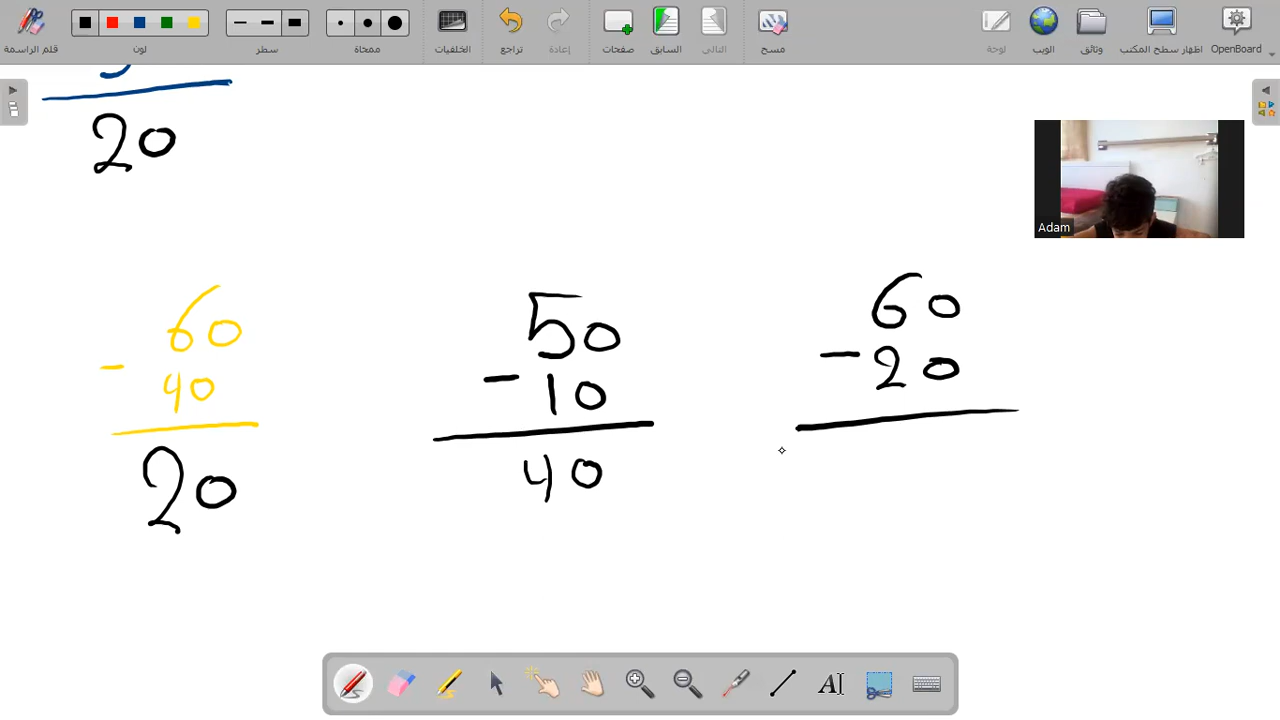 قلم الراسمة
لون
سطر
ممحاة
الخلفيات
تراجع
إعادة
صفحات
السابق
التالى
مسح
لوحة
الويب
وثائق
اظهار سطح المكتب
OpenBoard
20
Adam
60
- 40
20
50
- 10
40
60
- 20